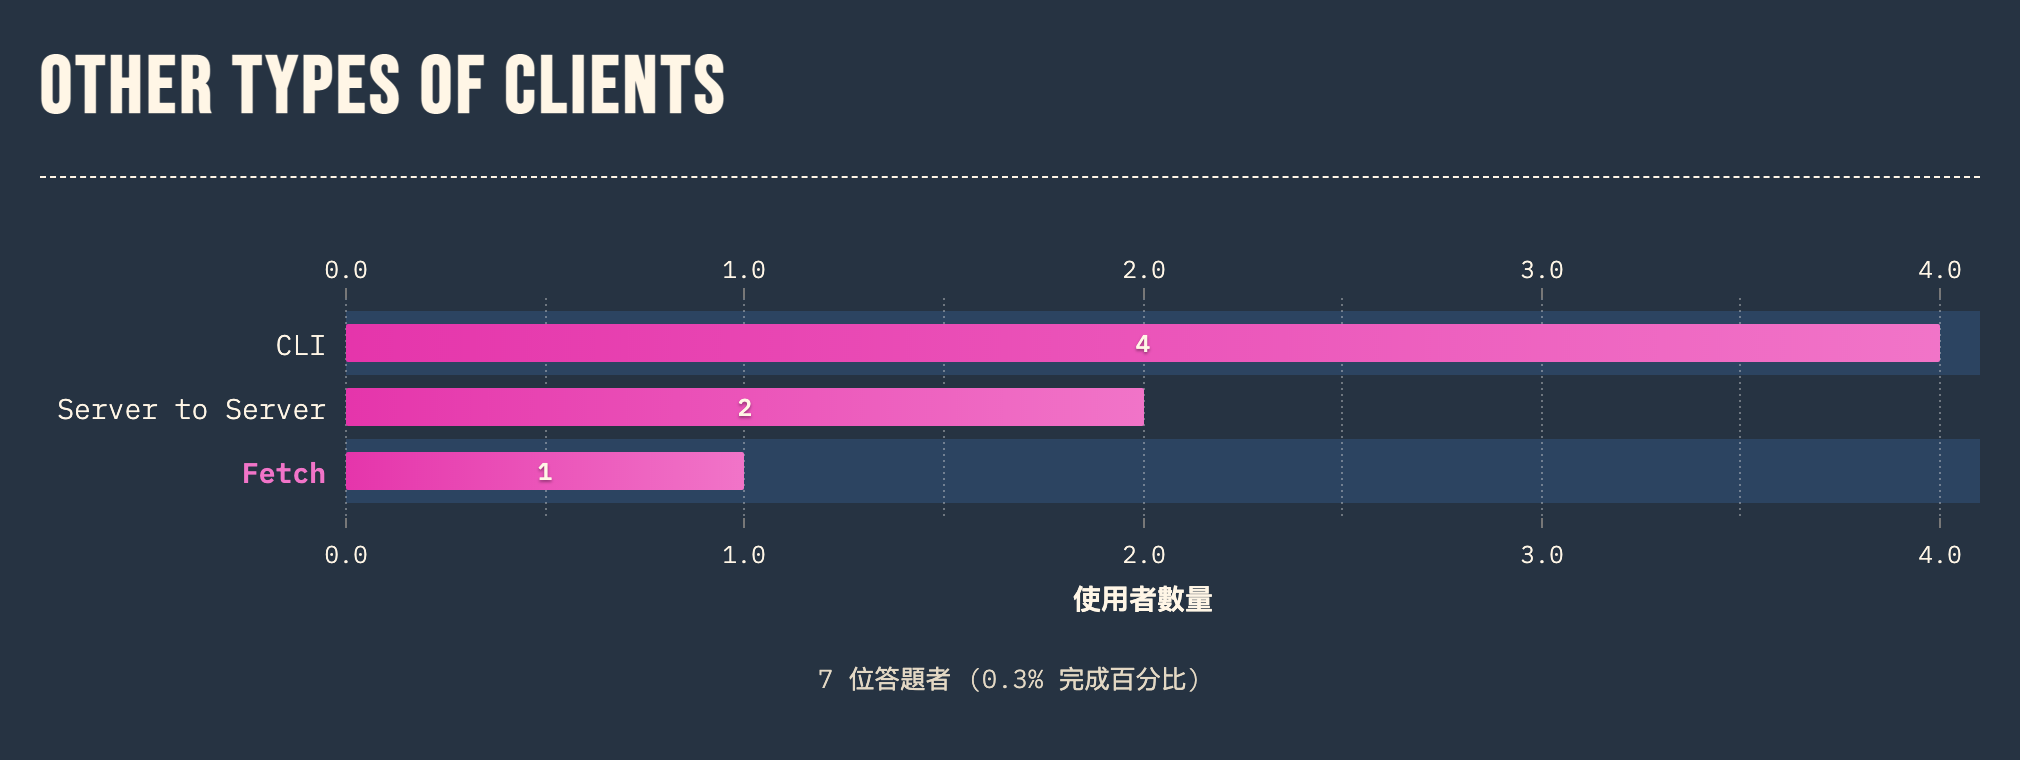 OTHER TYPES OF CLIENTS
0.0 1.0 2.0 3.0 4.0
CLI 4
Server to Server 2
Fetch 1
0.0 1.0 2.0 3.0 4.0
使用者數量
7 位答題者 (0.3% 完成百分比)